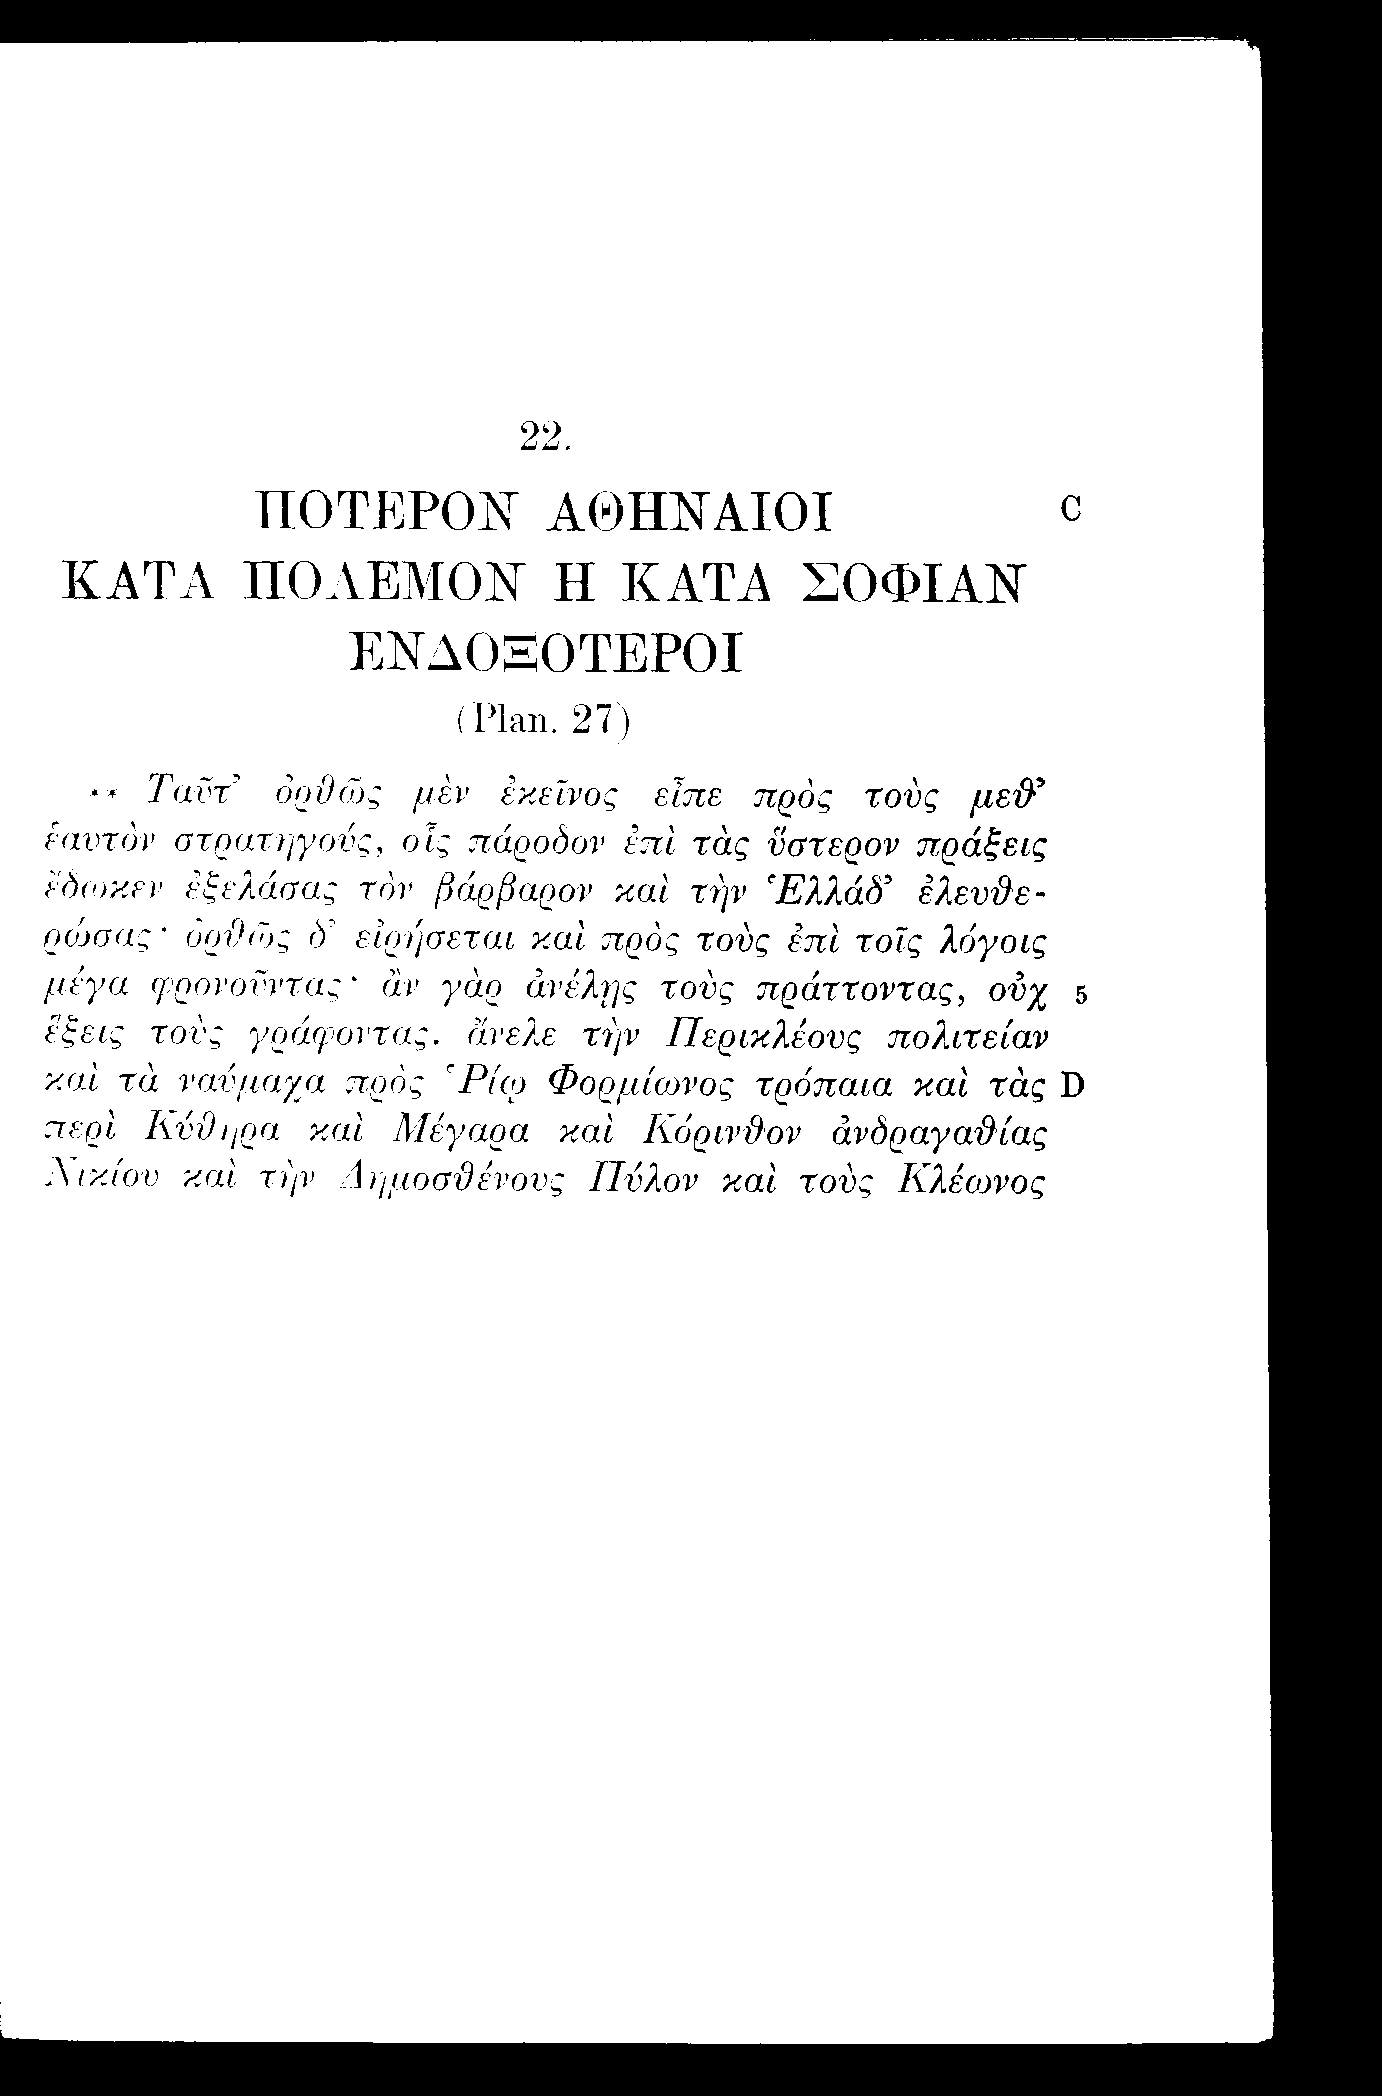 22.
ΠΟΤΕΡΟΝ ΑΘΗΝΑΙΟΙ C
ΚΑΤΑ ΠΟΛΕΜΟΝ Η ΚΑΤΑ ΣΟΦΙΑΝ
ΕΝΔΟΞΟΤΕΡΟΙ
(Plan. 27)
** Ταῦτ’ ὀρθῶς μὲν ἐκεῖνος εἶπε πρὸς τοὺς μεθ’
ἑαυτὸν στρατηγούς, οἷς πάροδον ἐπὶ τὰς ὕστερον πράξεις
ἔδωκεν ἐξελάσας τὸν βάρβαρον καὶ τὴν Ἑλλάδ’ ἐλευθε-
ρώσας· ὀρθῶς δ’ εἰρήσεται καὶ πρὸς τοὺς ἐπὶ τοῖς λόγοις
μέγα φρονοῦντας· ἂν γὰρ ἀνέλῃς τοὺς πράττοντας, οὐχ 5
ἕξεις τοὺς γράφοντας. ἄνελε τὴν Περικλέους πολιτείαν
καὶ τὰ ναύμαχα πρὸς Ῥίῳ Φορμίωνος τρόπαια καὶ τὰς D
περὶ Κύθηρα καὶ Μέγαρα καὶ Κόρινθον ἀνδραγαθίας
Νικίου καὶ τὴν Δημοσθένους Πύλον καὶ τοὺς Κλέωνος